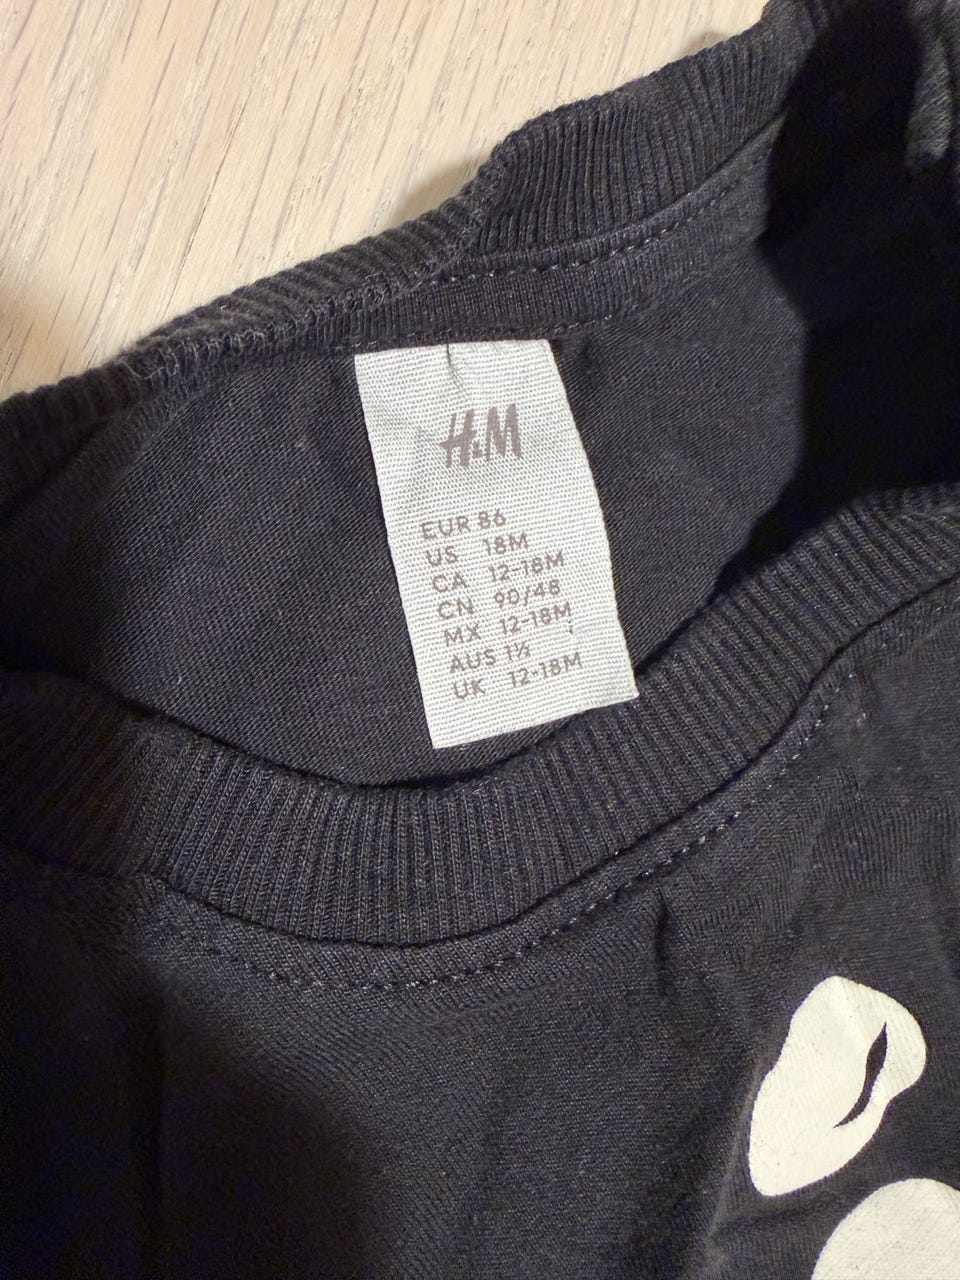 H&M
EUR 86
US 18M
CA 12-18M
CN 90/48
MX 12-18M
AUS 1½
UK 12-18M